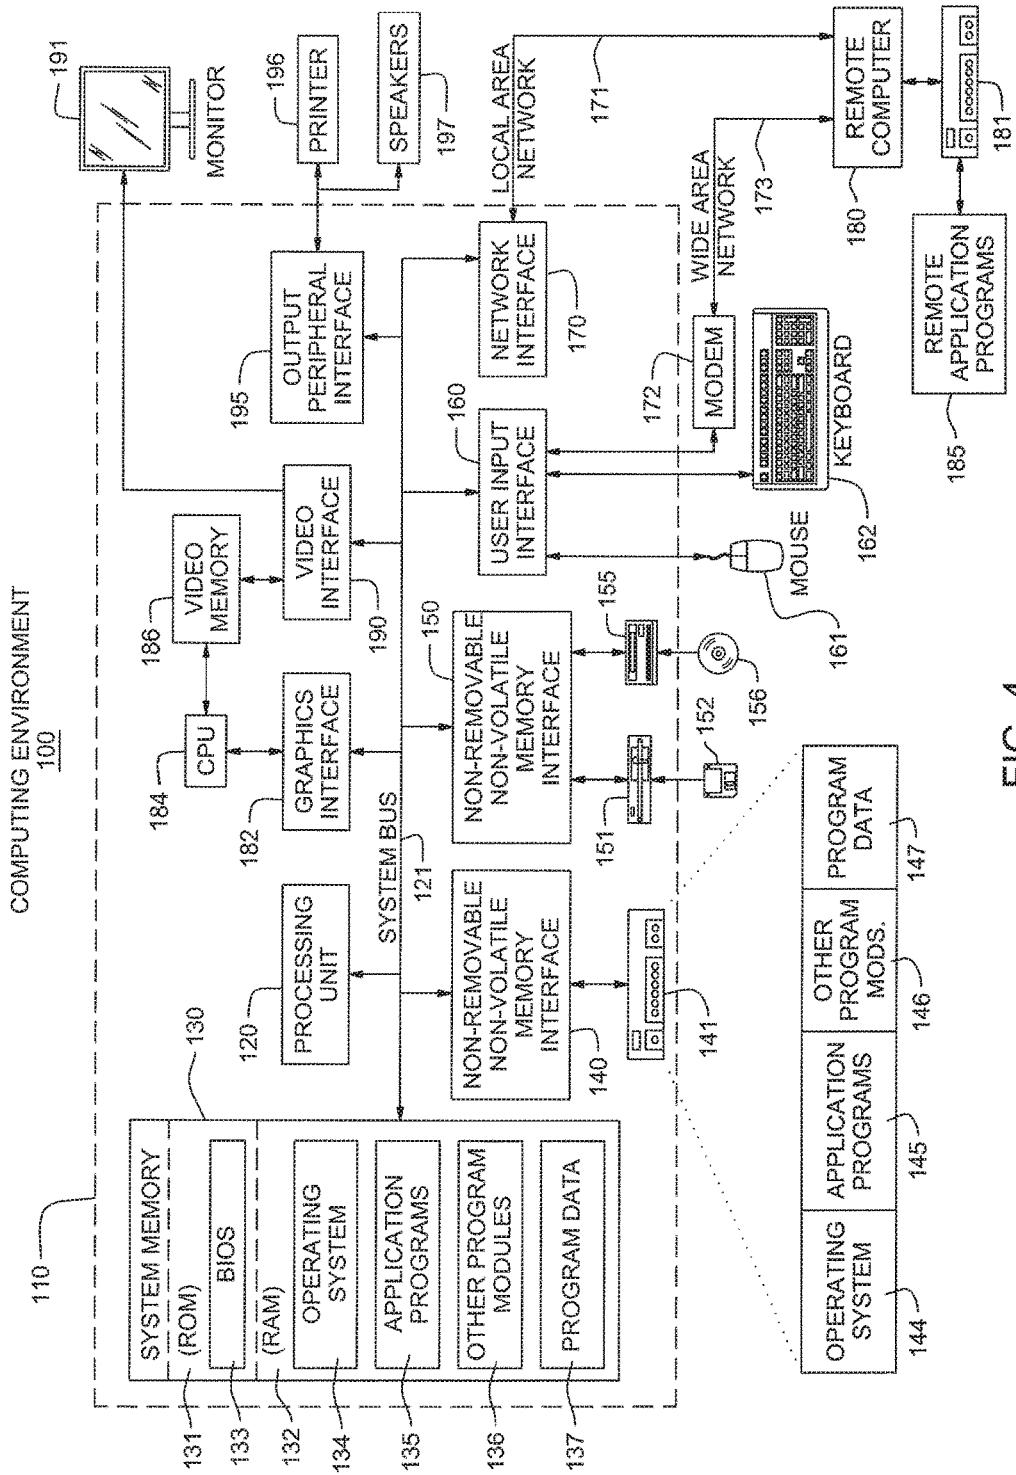 COMPUTING ENVIRONMENT
100
110
SYSTEM MEMORY
130
131
(ROM)
133
BIOS
132
(RAM)
134
OPERATING
SYSTEM
135
APPLICATION
PROGRAMS
136
OTHER PROGRAM
MODULES
137
PROGRAM DATA
120
PROCESSING
UNIT
SYSTEM BUS
121
184
CPU
182
GRAPHICS
INTERFACE
186
VIDEO
MEMORY
190
VIDEO
INTERFACE
195
OUTPUT
PERIPHERAL
INTERFACE
191
MONITOR
196
PRINTER
SPEAKERS
197
NON-REMOVABLE
NON-VOLATILE
MEMORY
INTERFACE
140
141
150
NON-REMOVABLE
NON-VOLATILE
MEMORY
INTERFACE
151
152
155
156
160
USER INPUT
INTERFACE
NETWORK
INTERFACE
170
LOCAL AREA
NETWORK
171
172
MODEM
WIDE AREA
NETWORK
173
MOUSE
161
KEYBOARD
162
REMOTE
COMPUTER
180
181
REMOTE
APPLICATION
PROGRAMS
185
OPERATING
SYSTEM
144
APPLICATION
PROGRAMS
145
OTHER
PROGRAM
MODS.
146
PROGRAM
DATA
147